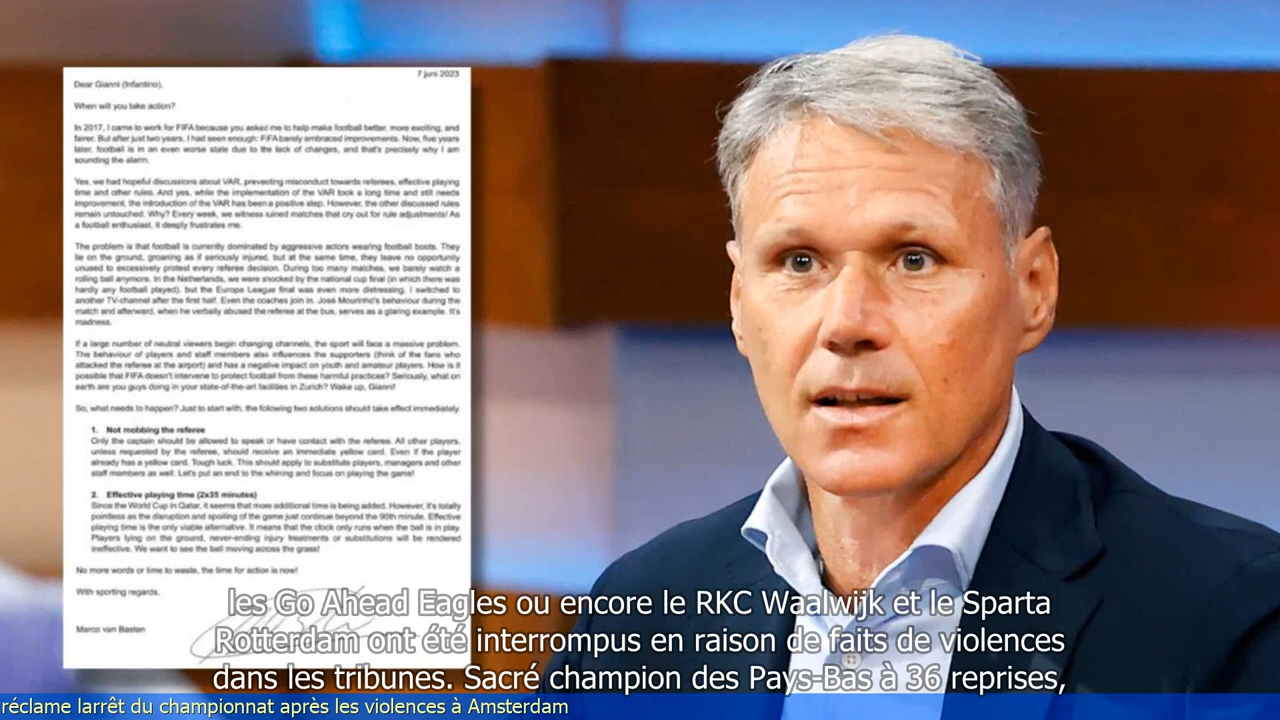 7 juni 2023
Dear Gianni (Infantino),
When will you take action?
In 2017, I came to work for FIFA because you asked me to help make football better, more exciting, and
fairer. But after just two years, I had seen enough: FIFA barely embraced improvements. Now, five years
later, football is in an even worse state due to the lack of changes, and that's precisely why I am
sounding the alarm.
Yes, we had hopeful discussions about VAR, preventing misconduct towards referees, effective playing
time and other rules. And yes, while the implementation of the VAR took a long time and still needs
improvement, the introduction of the VAR has been a positive step. However, the other discussed rules
remain untouched. Why? Every week, we witness ruined matches that cry out for rule adjustments! As
a football enthusiast, it deeply frustrates me.
The problem is that football is currently dominated by aggressive actors wearing football boots. They
lie on the ground, groaning as if seriously injured, but at the same time, they leave no opportunity
unused to excessively protest every referee decision. During too many matches, we barely watch a
rolling ball anymore. In the Netherlands, we were shocked by the national cup final (in which there was
hardly any football played), but the Europa League final was even more distressing. I switched to
another TV-channel after the first half. Even the coaches join in. José Mourinho's behaviour during the
match and afterward, when he verbally abused the referee at the bus, serves as a glaring example. It's
madness.
If a large number of neutral viewers begin changing channels, the sport will face a massive problem.
The behaviour of players and staff members also influences the supporters (think of the fans who
attacked the referee at the airport) and has a negative impact on youth and amateur players. How is it
possible that FIFA doesn't intervene to protect football from these harmful practices? Seriously, what on
earth are you guys doing in your state-of-the-art facilities in Zurich? Wake up, Gianni!
So, what needs to happen? Just to start with, the following two solutions should take effect immediately.
1. Not mobbing the referee
Only the captain should be allowed to speak or have contact with the referee. All other players,
unless requested by the referee, should receive an immediate yellow card. Even if the player
already has a yellow card. Tough luck. This should apply to substitute players, managers and other
staff members as well. Let's put an end to the whining and focus on playing the game!
2. Effective playing time (2x35 minutes)
Since the World Cup in Qatar, it seems that more additional time is being added. However, it's totally
pointless as the disruption and spoiling of the game just continue beyond the 90th minute. Effective
playing time is the only viable alternative. It means that the clock only runs when the ball is in play.
Players lying on the ground, never-ending injury treatments or substitutions will be rendered
ineffective. We want to see the ball moving across the grass!
No more words or time to waste, the time for action is now!
With sporting regards,
Marco van Basten
les Go Ahead Eagles ou encore le RKC Waalwijk et le Sparta
Rotterdam ont été interrompus en raison de faits de violences
dans les tribunes. Sacré champion des Pays-Bas à 36 reprises,
réclame larrêt du championnat après les violences à Amsterdam